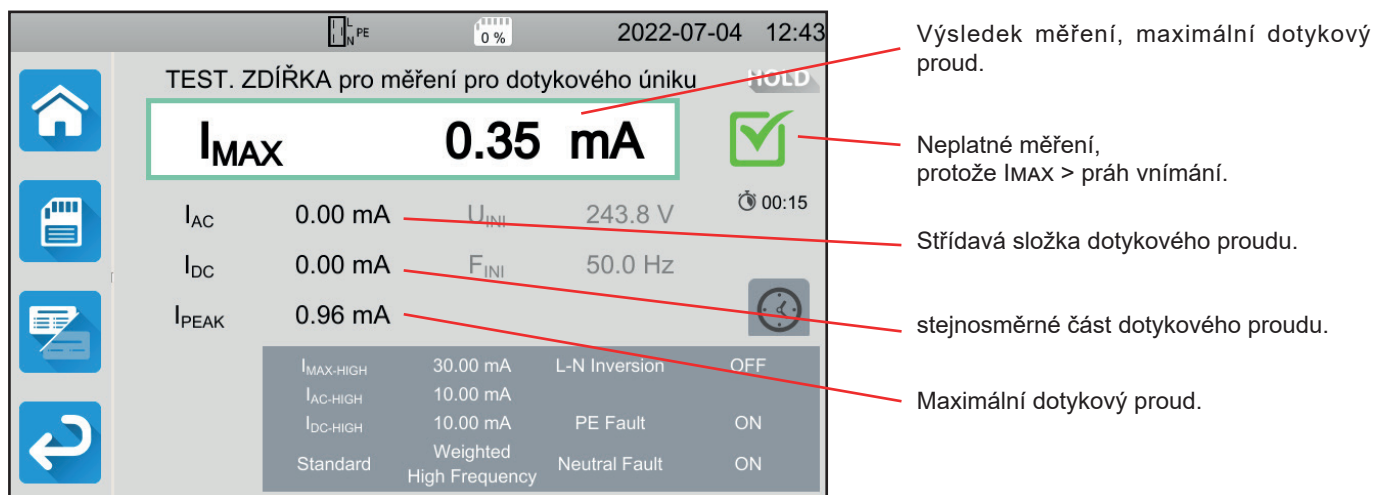 L
N PE
0 %
2022-07-04 12:43
TEST. ZDÍŘKA pro měření pro dotykového úniku
HOLD
IMAX 0.35 mA
00:15
IAC 0.00 mA UINI 243.8 V
IDC 0.00 mA FINI 50.0 Hz
IPEAK 0.96 mA
IMAX-HIGH 30.00 mA L-N Inversion OFF
IAC-HIGH 10.00 mA
IDC-HIGH 10.00 mA PE Fault ON
Standard Weighted High Frequency Neutral Fault ON
Výsledek měření, maximální dotykový
proud.
Neplatné měření,
protože IMAX > práh vnímání.
Střídavá složka dotykového proudu.
stejnosměrné část dotykového proudu.
Maximální dotykový proud.